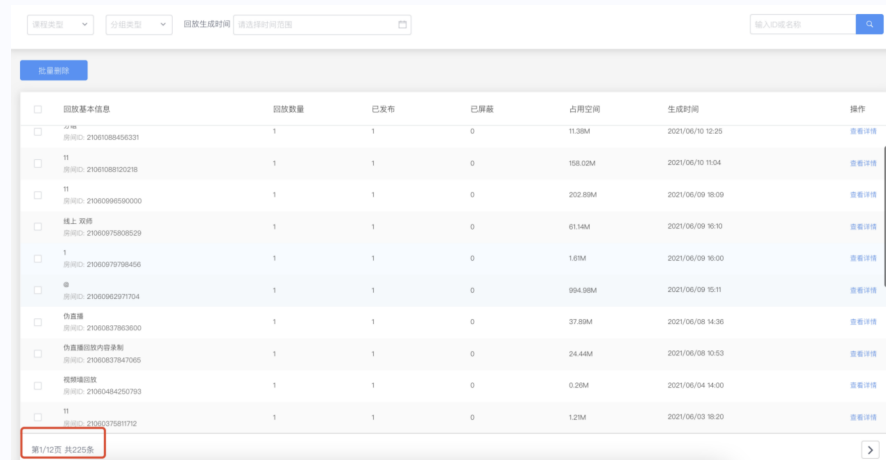 课程类型 分组类型 回放生成时间 请选择时间范围 输入ID或名称
批量删除
回放基本信息 回放数量 已发布 已屏蔽 占用空间 生成时间 操作
分组
房间ID: 21061088456331 1 1 0 11.38M 2021/06/10 12:25 查看详情
11
房间ID: 21061088120218 1 1 0 158.02M 2021/06/10 11:04 查看详情
11
房间ID: 21060996590000 1 1 0 202.89M 2021/06/09 18:09 查看详情
线上 双师
房间ID: 21060975808529 1 1 0 61.14M 2021/06/09 16:10 查看详情
1
房间ID: 21060979798456 1 1 0 1.61M 2021/06/09 16:00 查看详情
@
房间ID: 21060962971704 1 1 0 994.98M 2021/06/09 15:11 查看详情
伪直播
房间ID: 21060837863600 1 1 0 37.89M 2021/06/08 14:36 查看详情
伪直播回放内容录制
房间ID: 21060837847065 1 1 0 24.44M 2021/06/08 10:53 查看详情
视频墙回放
房间ID: 21060484250793 1 1 0 0.26M 2021/06/04 14:00 查看详情
11
房间ID: 21060375811712 1 1 0 1.21M 2021/06/03 18:20 查看详情
第1/12页 共225条